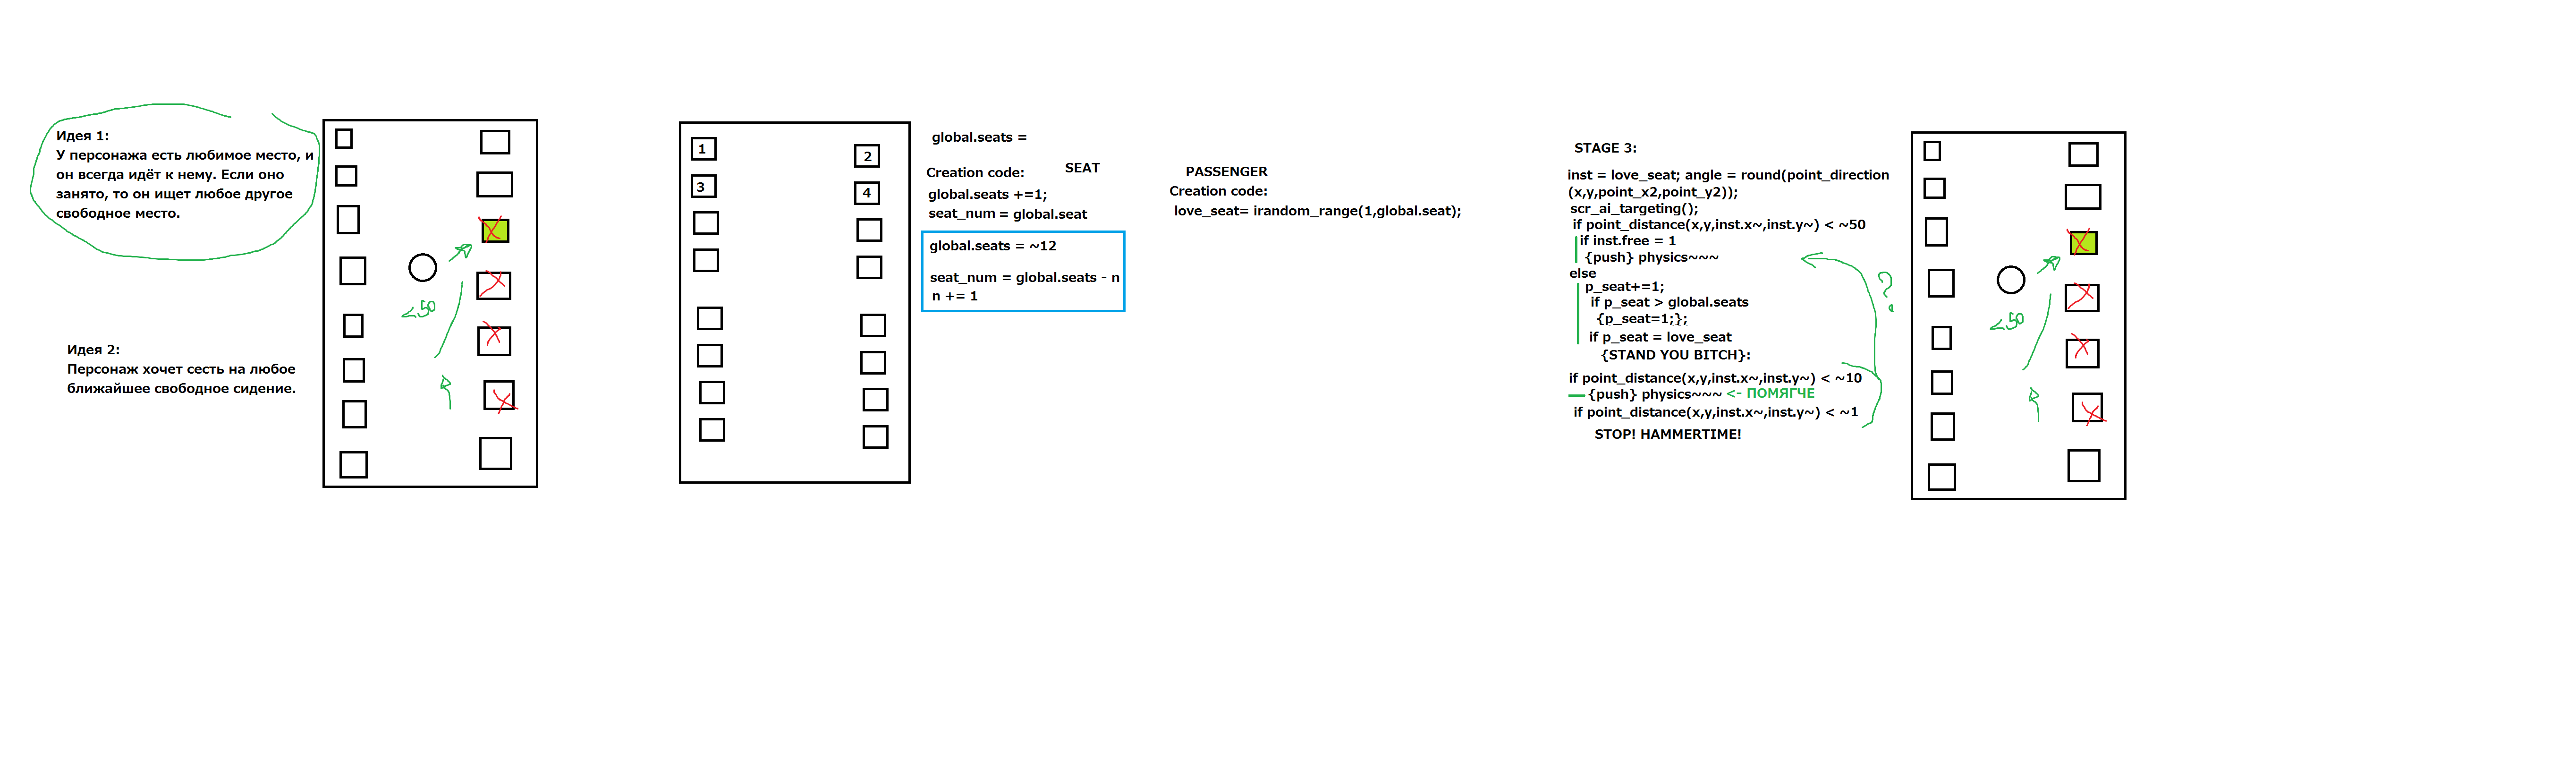 Идея 1:
У персонажа есть любимое место, и
он всегда идёт к нему. Если оно
занято, то он ищет любое другое
свободное место.
Идея 2:
Персонаж хочет сесть на любое
ближайшее свободное сидение.
<50
1
2
3
4
global.seats =
Creation code:
SEAT
global.seats +=1;
seat_num = global.seat
global.seats = ~12
seat_num = global.seats - n
n += 1
PASSENGER
Creation code:
love_seat= irandom_range(1,global.seat);
STAGE 3:
inst = love_seat; angle = round(point_direction
(x,y,point_x2,point_y2));
scr_ai_targeting();
if point_distance(x,y,inst.x~,inst.y~) < ~50
if inst.free = 1
{push} physics~~~
else
p_seat+=1;
if p_seat > global.seats
{p_seat=1;};
if p_seat = love_seat
{STAND YOU BITCH}:
if point_distance(x,y,inst.x~,inst.y~) < ~10
{push} physics~~~ <- ПОМЯГЧЕ
if point_distance(x,y,inst.x~,inst.y~) < ~1
STOP! HAMMERTIME!
?
<50